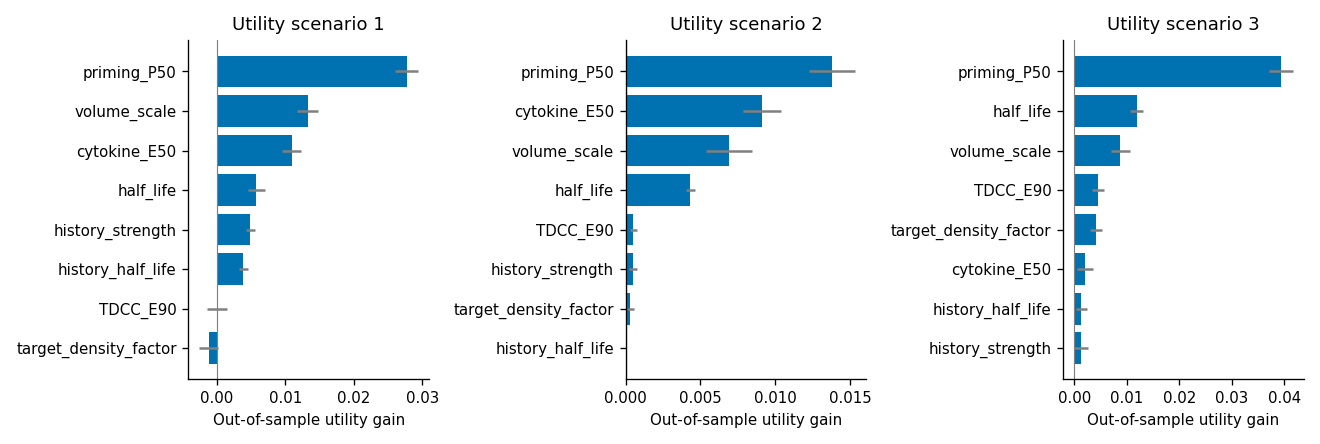 Utility scenario 1
priming_P50
volume_scale
cytokine_E50
half_life
history_strength
history_half_life
TDCC_E90
target_density_factor
0.00 0.01 0.02 0.03
Out-of-sample utility gain
Utility scenario 2
priming_P50
cytokine_E50
volume_scale
half_life
TDCC_E90
history_strength
target_density_factor
history_half_life
0.000 0.005 0.010 0.015
Out-of-sample utility gain
Utility scenario 3
priming_P50
half_life
volume_scale
TDCC_E90
target_density_factor
cytokine_E50
history_half_life
history_strength
0.00 0.01 0.02 0.03 0.04
Out-of-sample utility gain